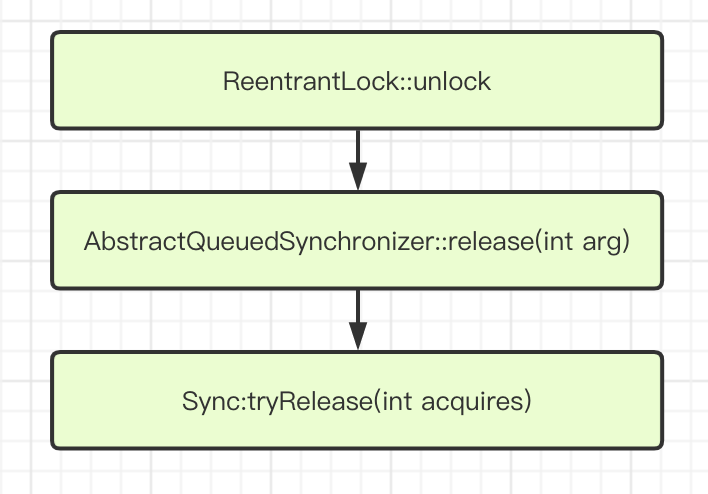 ReentrantLock::unlock
AbstractQueuedSynchronizer::release(int arg)
Sync:tryRelease(int acquires)